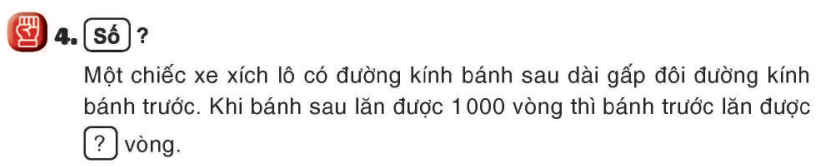 4. Số ?
Một chiếc xe xích lô có đường kính bánh sau dài gấp đôi đường kính
bánh trước. Khi bánh sau lăn được 1 000 vòng thì bánh trước lăn được
? vòng.